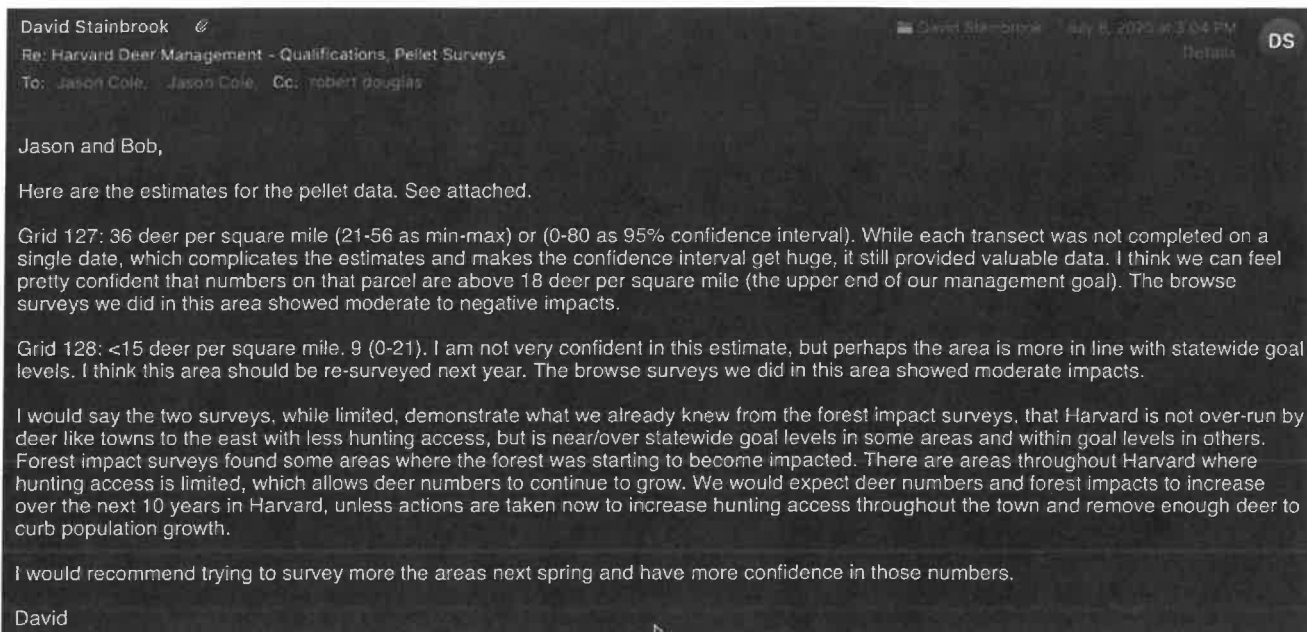 David Stainbrook
David Stainbrook July 8, 2020 at 3:04 PM
DS
Re: Harvard Deer Management - Qualifications, Pellet Surveys
Details
To: Jason Cole, Jason Cole, Cc: robert douglas
Jason and Bob,
Here are the estimates for the pellet data. See attached.
Grid 127: 36 deer per square mile (21-56 as min-max) or (0-80 as 95% confidence interval). While each transect was not completed on a
single date, which complicates the estimates and makes the confidence interval get huge, it still provided valuable data. I think we can feel
pretty confident that numbers on that parcel are above 18 deer per square mile (the upper end of our management goal). The browse
surveys we did in this area showed moderate to negative impacts.
Grid 128: <15 deer per square mile. 9 (0-21). I am not very confident in this estimate, but perhaps the area is more in line with statewide goal
levels. I think this area should be re-surveyed next year. The browse surveys we did in this area showed moderate impacts.
I would say the two surveys, while limited, demonstrate what we already knew from the forest impact surveys, that Harvard is not over-run by
deer like towns to the east with less hunting access, but is near/over statewide goal levels in some areas and within goal levels in others.
Forest impact surveys found some areas where the forest was starting to become impacted. There are areas throughout Harvard where
hunting access is limited, which allows deer numbers to continue to grow. We would expect deer numbers and forest impacts to increase
over the next 10 years in Harvard, unless actions are taken now to increase hunting access throughout the town and remove enough deer to
curb population growth.
I would recommend trying to survey more the areas next spring and have more confidence in those numbers.
David